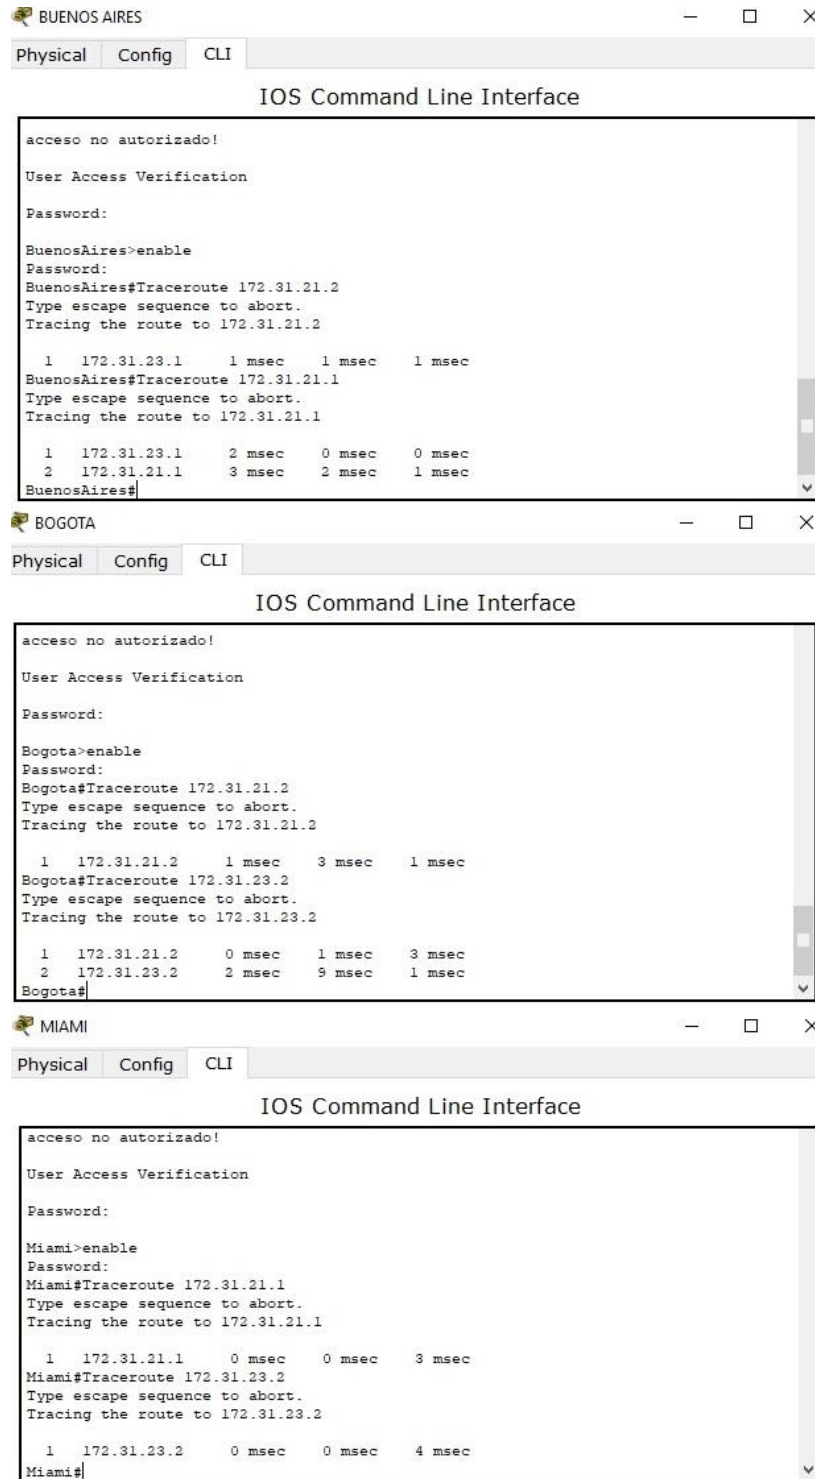 BUENOS AIRES
Physical Config CLI
IOS Command Line Interface
acceso no autorizado!
User Access Verification
Password:
BuenosAires>enable
Password:
BuenosAires#Traceroute 172.31.21.2
Type escape sequence to abort.
Tracing the route to 172.31.21.2
1 172.31.23.1 1 msec 1 msec 1 msec
BuenosAires#Traceroute 172.31.21.1
Type escape sequence to abort.
Tracing the route to 172.31.21.1
1 172.31.23.1 2 msec 0 msec 0 msec
2 172.31.21.1 3 msec 2 msec 1 msec
BuenosAires#
BOGOTA
Physical Config CLI
IOS Command Line Interface
acceso no autorizado!
User Access Verification
Password:
Bogota>enable
Password:
Bogota#Traceroute 172.31.21.2
Type escape sequence to abort.
Tracing the route to 172.31.21.2
1 172.31.21.2 1 msec 3 msec 1 msec
Bogota#Traceroute 172.31.23.2
Type escape sequence to abort.
Tracing the route to 172.31.23.2
1 172.31.21.2 0 msec 1 msec 3 msec
2 172.31.23.2 2 msec 9 msec 1 msec
Bogota#
MIAMI
Physical Config CLI
IOS Command Line Interface
acceso no autorizado!
User Access Verification
Password:
Miami>enable
Password:
Miami#Traceroute 172.31.21.1
Type escape sequence to abort.
Tracing the route to 172.31.21.1
1 172.31.21.1 0 msec 0 msec 3 msec
Miami#Traceroute 172.31.23.2
Type escape sequence to abort.
Tracing the route to 172.31.23.2
1 172.31.23.2 0 msec 0 msec 4 msec
Miami#